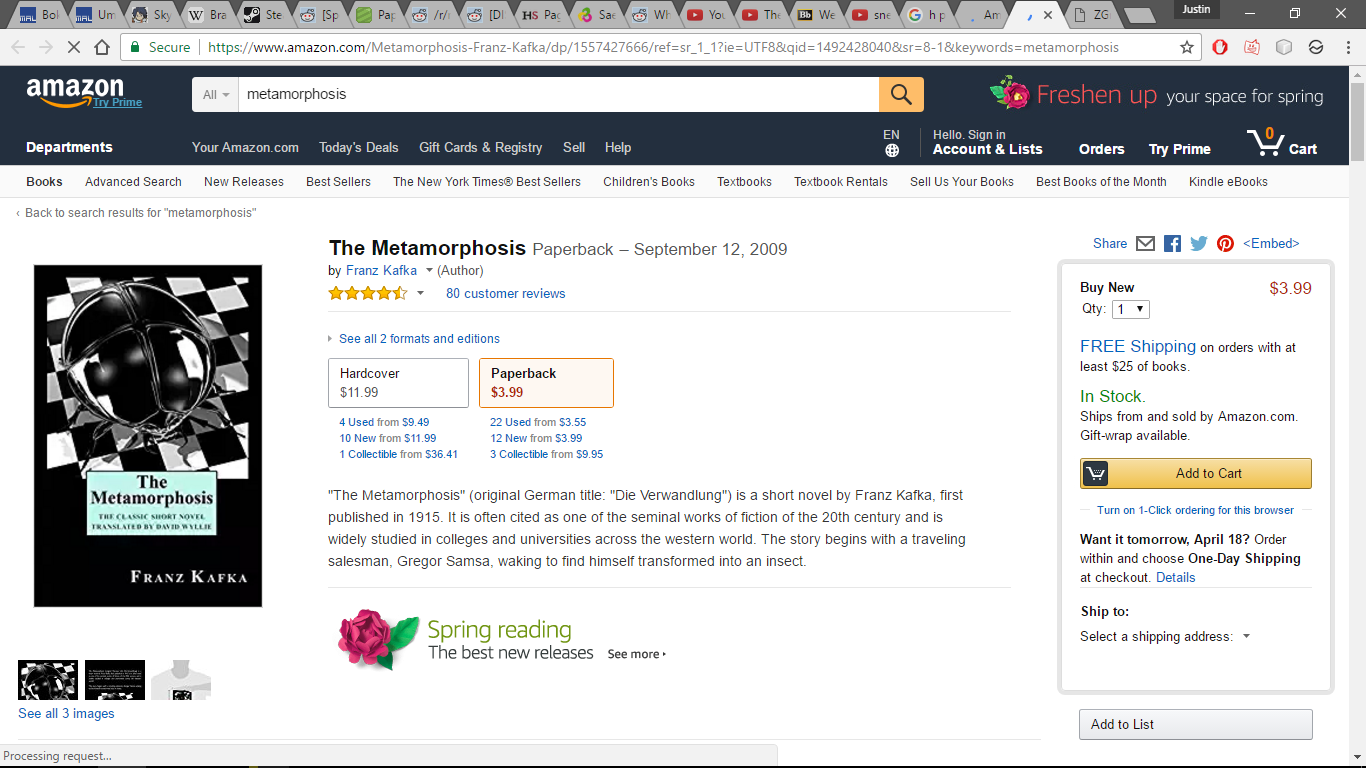 Bol
Um
Sky
Bra
Ste
[Sp
Pap
/r/
[DI
HS Pag
Sae
Wh
You
The
Bb We
sne
h p
Am
ZG
Justin
Secure https://www.amazon.com/Metamorphosis-Franz-Kafka/dp/1557427666/ref=sr_1_1?ie=UTF8&qid=1492428040&sr=8-1&keywords=metamorphosis
amazon
Try Prime
All
metamorphosis
Freshen up your space for spring
Departments
Your Amazon.com Today's Deals Gift Cards & Registry Sell Help
EN
Hello. Sign in
Account & Lists
Orders
Try Prime
0
Cart
Books Advanced Search New Releases Best Sellers The New York Times® Best Sellers Children's Books Textbooks Textbook Rentals Sell Us Your Books Best Books of the Month Kindle eBooks
‹ Back to search results for "metamorphosis"
The
Metamorphosis
THE CLASSIC SHORT NOVEL
TRANSLATED BY DAVID WYLLIE
FRANZ KAFKA
See all 3 images
The Metamorphosis Paperback – September 12, 2009
by Franz Kafka (Author)
80 customer reviews
See all 2 formats and editions
Hardcover
$11.99
Paperback
$3.99
4 Used from $9.49
10 New from $11.99
1 Collectible from $36.41
22 Used from $3.55
12 New from $3.99
3 Collectible from $9.95
"The Metamorphosis" (original German title: "Die Verwandlung") is a short novel by Franz Kafka, first
published in 1915. It is often cited as one of the seminal works of fiction of the 20th century and is
widely studied in colleges and universities across the western world. The story begins with a traveling
salesman, Gregor Samsa, waking to find himself transformed into an insect.
Spring reading
The best new releases See more ›
Share <Embed>
Buy New $3.99
Qty: 1
FREE Shipping on orders with at
least $25 of books.
In Stock.
Ships from and sold by Amazon.com.
Gift-wrap available.
Add to Cart
Turn on 1-Click ordering for this browser
Want it tomorrow, April 18? Order
within and choose One-Day Shipping
at checkout. Details
Ship to:
Select a shipping address:
Add to List
Processing request...